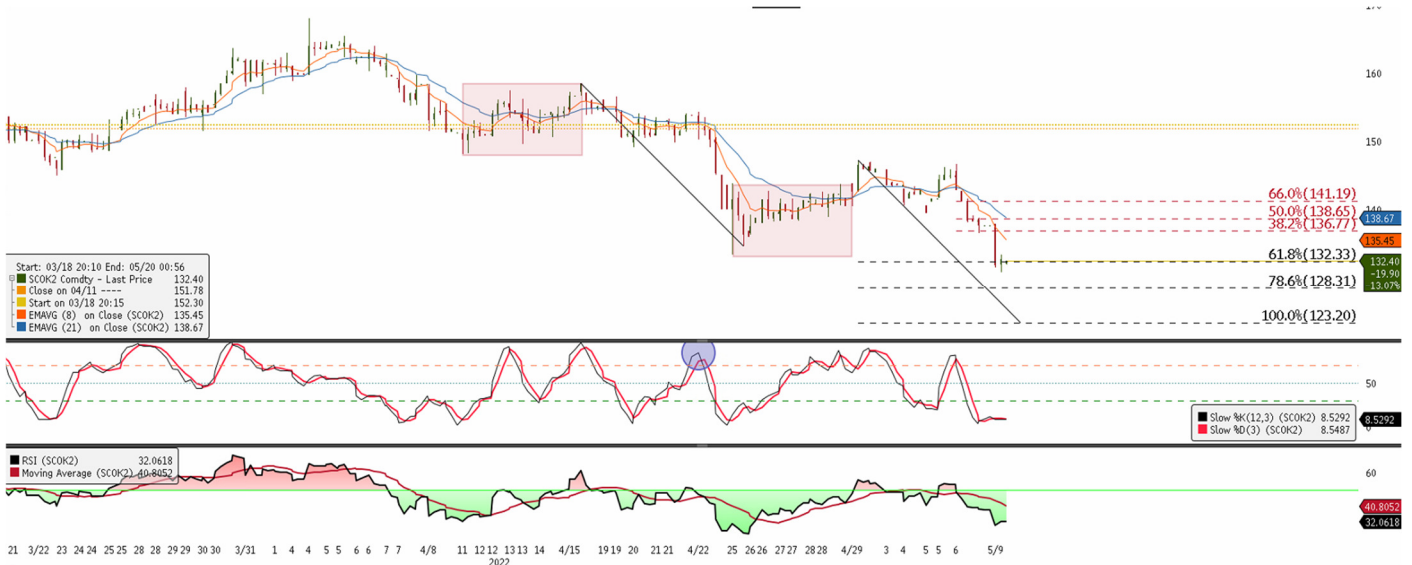 170
160
150
140
66.0%(141.19)
50.0%(138.65)
38.2%(136.77)
61.8%(132.33)
78.6%(128.31)
100.0%(123.20)
138.67
135.45
132.40
-19.90
13.07%
Start: 03/18 20:10 End: 05/20 00:56
SCOK2 Comdty - Last Price 132.40
Close on 04/11 ---- 151.78
Start on 03/18 20:15 152.30
EMAVG (8) on Close (SCOK2) 135.45
EMAVG (21) on Close (SCOK2) 138.67
50
0
8.5292
Slow %K(12,3) (SCOK2) 8.5292
Slow %D(3) (SCOK2) 8.5487
RSI (SCOK2) 32.0618
Moving Average (SCOK2) 40.8052
60
40.8052
32.0618
21 3/22 23 24 24 25 25 28 28 29 29 30 30 3/31 1 4 4 5 5 6 6 7 7 4/8 11 12 12 13 13 14 4/15 19 19 20 21 21 4/22 25 26 26 27 27 28 28 4/29 3 4 5 5 6 5/9
2022